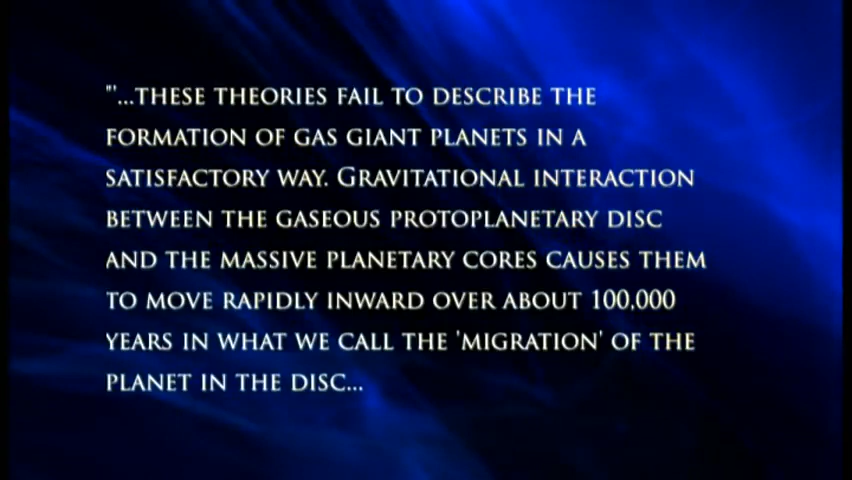 "'...THESE THEORIES FAIL TO DESCRIBE THE
FORMATION OF GAS GIANT PLANETS IN A
SATISFACTORY WAY. GRAVITATIONAL INTERACTION
BETWEEN THE GASEOUS PROTOPLANETARY DISC
AND THE MASSIVE PLANETARY CORES CAUSES THEM
TO MOVE RAPIDLY INWARD OVER ABOUT 100,000
YEARS IN WHAT WE CALL THE 'MIGRATION' OF THE
PLANET IN THE DISC...